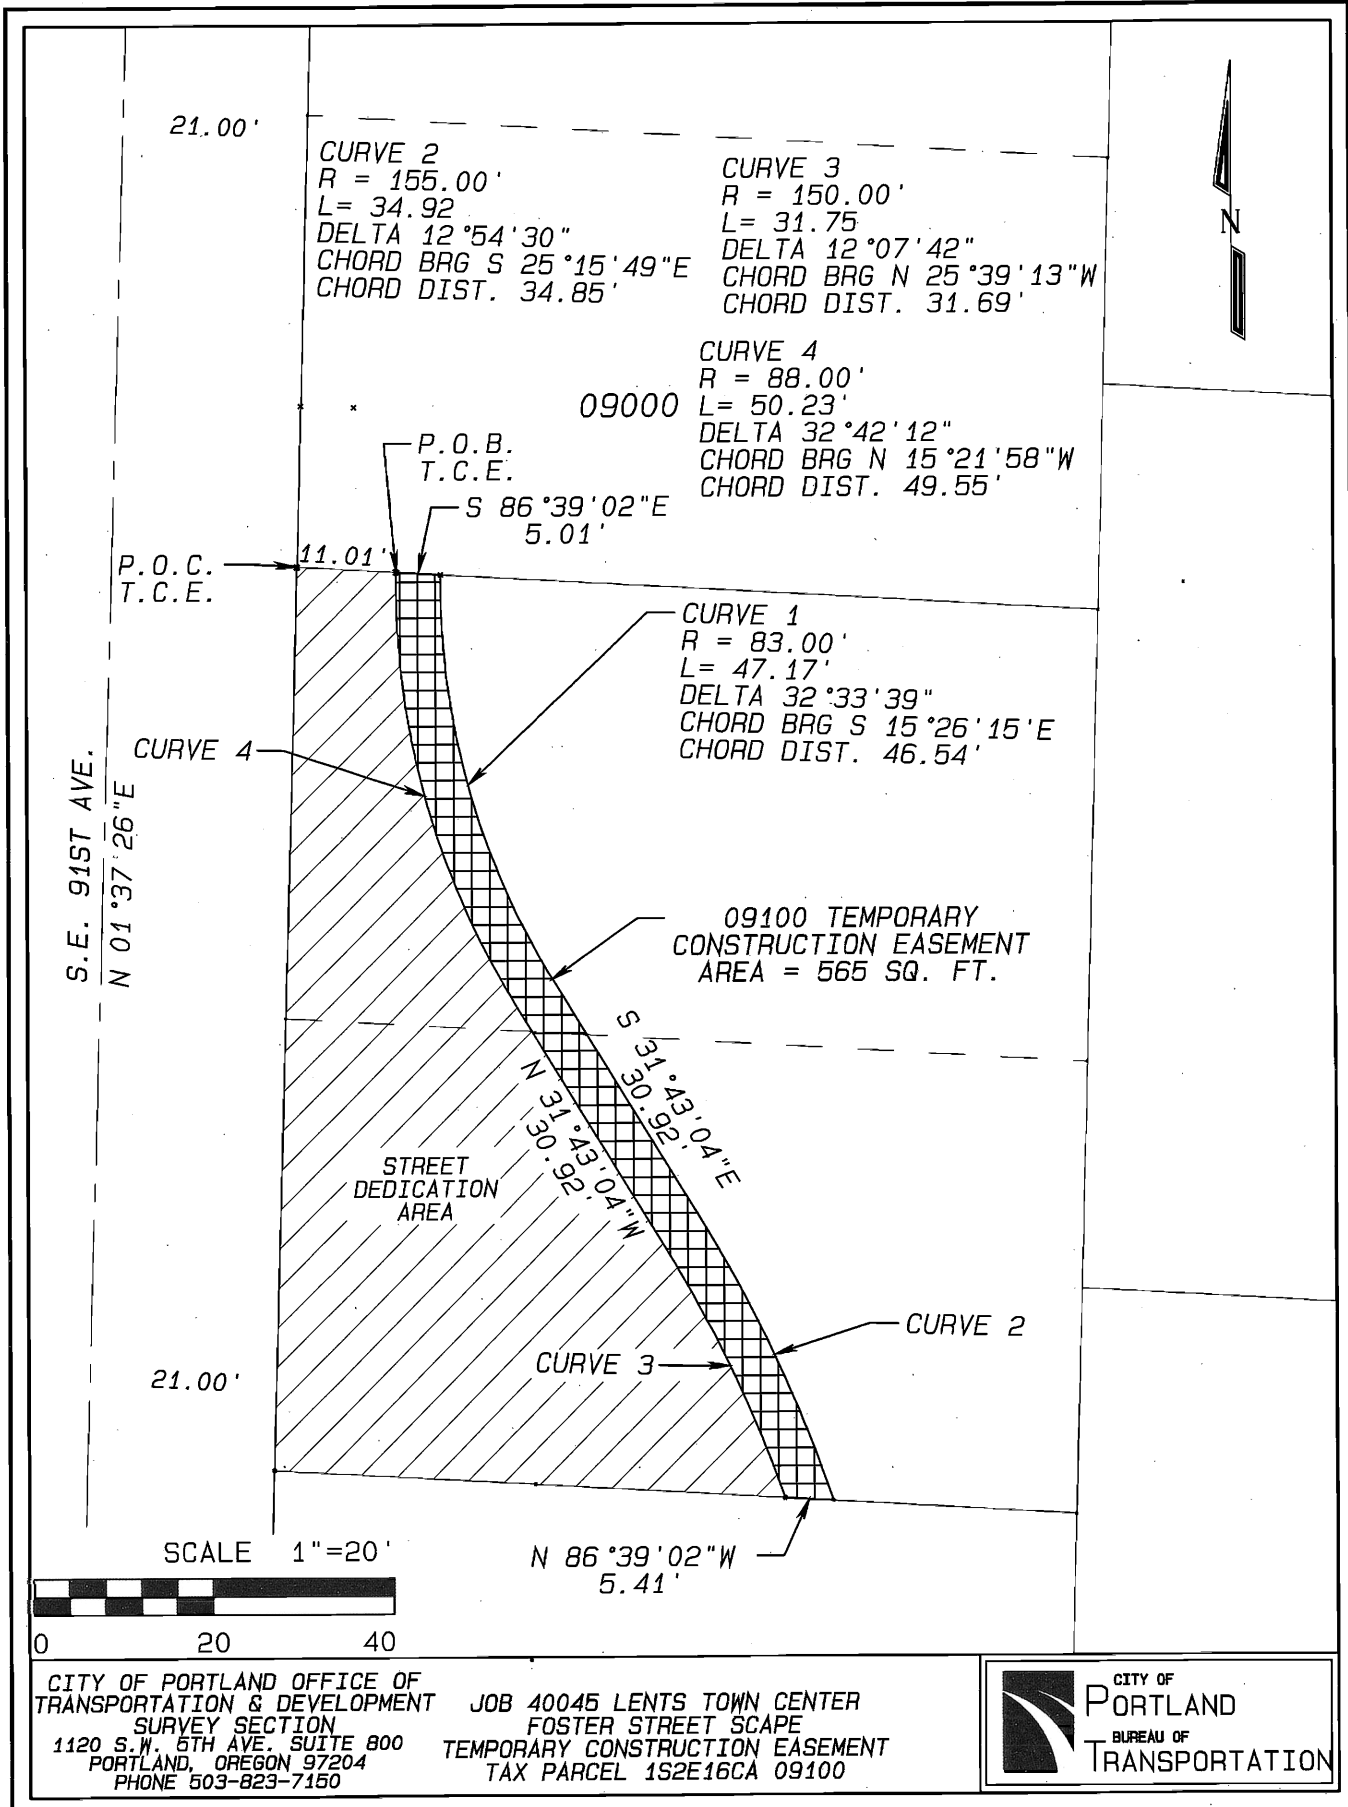 21.00'
CURVE 2
R = 155.00'
L= 34.92
DELTA 12°54'30"
CHORD BRG S 25°15'49"E
CHORD DIST. 34.85'
CURVE 3
R = 150.00'
L= 31.75
DELTA 12°07'42"
CHORD BRG N 25°39'13"W
CHORD DIST. 31.69'
N
CURVE 4
R = 88.00'
L= 50.23'
DELTA 32°42'12"
CHORD BRG N 15°21'58"W
CHORD DIST. 49.55'
09000
P.O.B.
T.C.E.
S 86°39'02"E
5.01'
11.01'
P.O.C.
T.C.E.
CURVE 1
R = 83.00'
L= 47.17'
DELTA 32°33'39"
CHORD BRG S 15°26'15'E
CHORD DIST. 46.54'
CURVE 4
S.E. 91ST AVE.
N 01°37'26"E
09100 TEMPORARY
CONSTRUCTION EASEMENT
AREA = 565 SQ. FT.
S 31°43'04"E
30.92'
N 31°43'04"W
30.92'
STREET
DEDICATION
AREA
CURVE 2
CURVE 3
21.00'
SCALE 1"=20'
0 20 40
N 86°39'02"W
5.41'
CITY OF PORTLAND OFFICE OF
TRANSPORTATION & DEVELOPMENT
SURVEY SECTION
1120 S.W. 5TH AVE. SUITE 800
PORTLAND, OREGON 97204
PHONE 503-823-7150
JOB 40045 LENTS TOWN CENTER
FOSTER STREET SCAPE
TEMPORARY CONSTRUCTION EASEMENT
TAX PARCEL 1S2E16CA 09100
CITY OF
PORTLAND
BUREAU OF
TRANSPORTATION